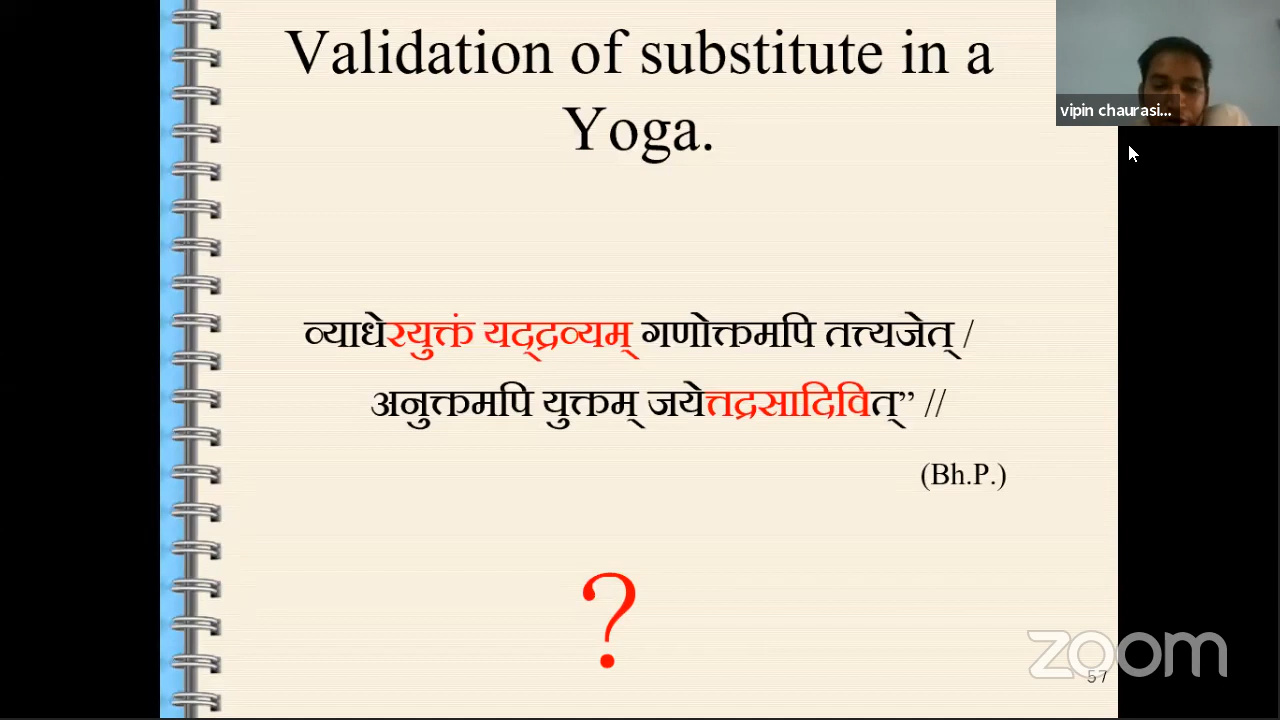 Validation of substitute in a
Yoga.
vipin chaurasi...
व्याधेरयुक्तं यद्द्रव्यम् गणोक्तमपि तत्त्यजेत् /
अनुक्तमपि युक्तम् जयेत्तद्रसादिवित्” //
(Bh.P.)
?
zoom
57